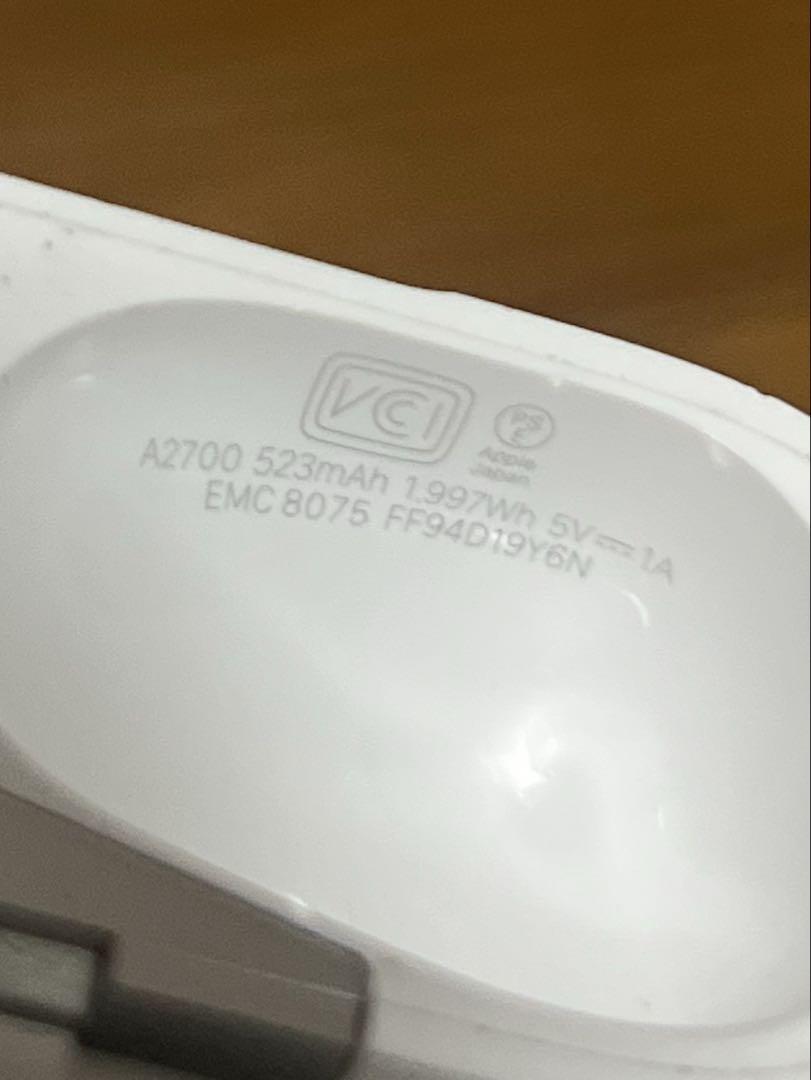 VCI
PS
E
Apple
Japan
A2700 523mAh 1.997Wh 5V⎓1A
EMC 8075 FF94D19Y6N